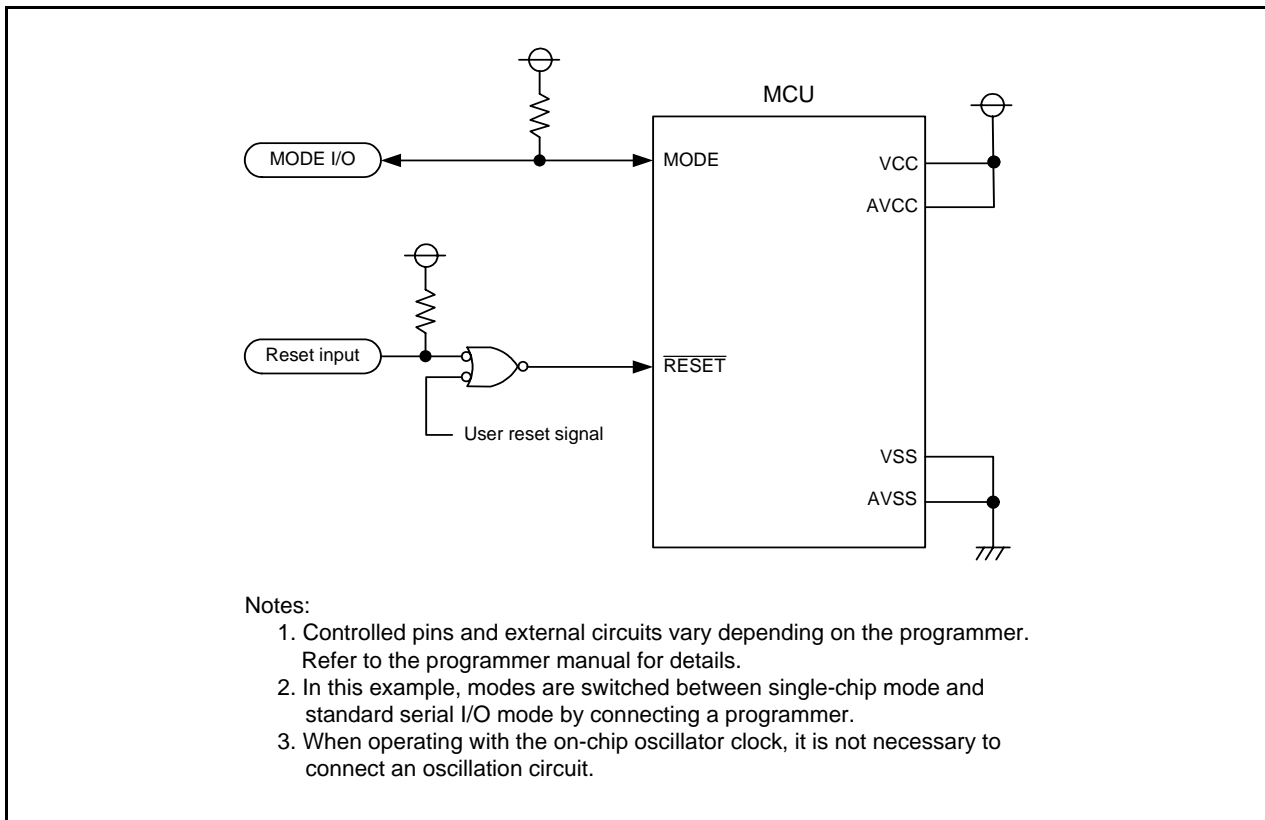 MCU
MODE I/O
MODE
VCC
AVCC
Reset input
RESET
User reset signal
VSS
AVSS
Notes:
1. Controlled pins and external circuits vary depending on the programmer.
Refer to the programmer manual for details.
2. In this example, modes are switched between single-chip mode and
standard serial I/O mode by connecting a programmer.
3. When operating with the on-chip oscillator clock, it is not necessary to
connect an oscillation circuit.